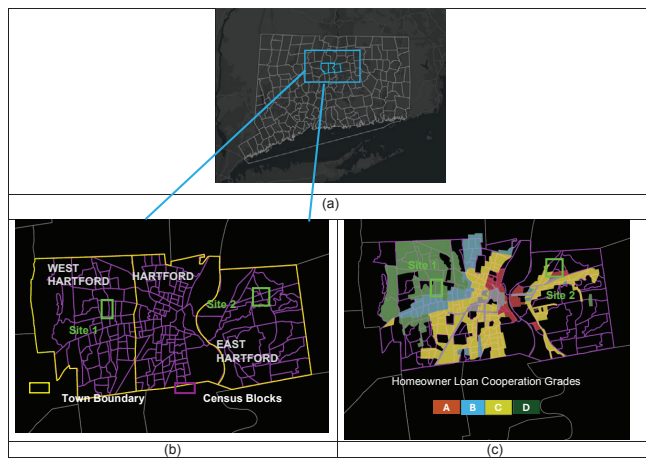 (a)
WEST
HARTFORD
HARTFORD
Site 1
Site 2
EAST
HARTFORD
Town Boundary
Census Blocks
(b)
Site 1
Site 2
Homeowner Loan Cooperation Grades
A B C D
(c)